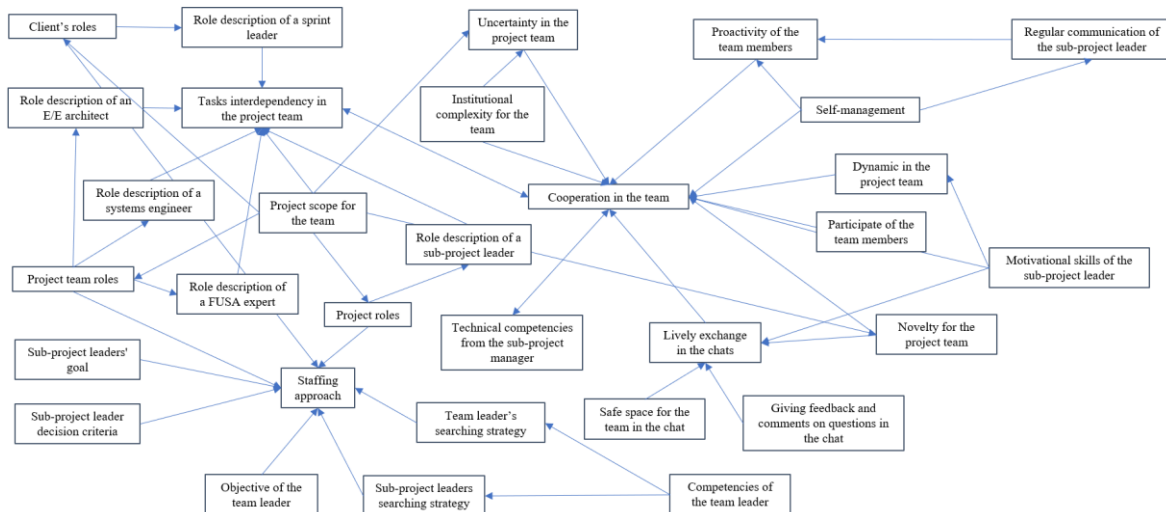 Client's roles
Role description of a sprint
leader
Uncertainty in the
project team
Proactivity of the
team members
Regular communication of
the sub-project leader
Role description of an
E/E architect
Tasks interdependency in
the project team
Institutional
complexity for the
team
Self-management
Role description of a
systems engineer
Project scope for
the team
Cooperation in the team
Dynamic in the
project team
Role description of a
sub-project leader
Participate of the
team members
Motivational skills of the
sub-project leader
Project team roles
Role description of
a FUSA expert
Project roles
Technical competencies
from the sub-project
manager
Lively exchange
in the chats
Novelty for the
project team
Sub-project leaders'
goal
Staffing
approach
Sub-project leader
decision criteria
Team leader's
searching strategy
Safe space for the
team in the chat
Giving feedback and
comments on questions in
the chat
Objective of the
team leader
Sub-project leaders
searching strategy
Competencies of
the team leader